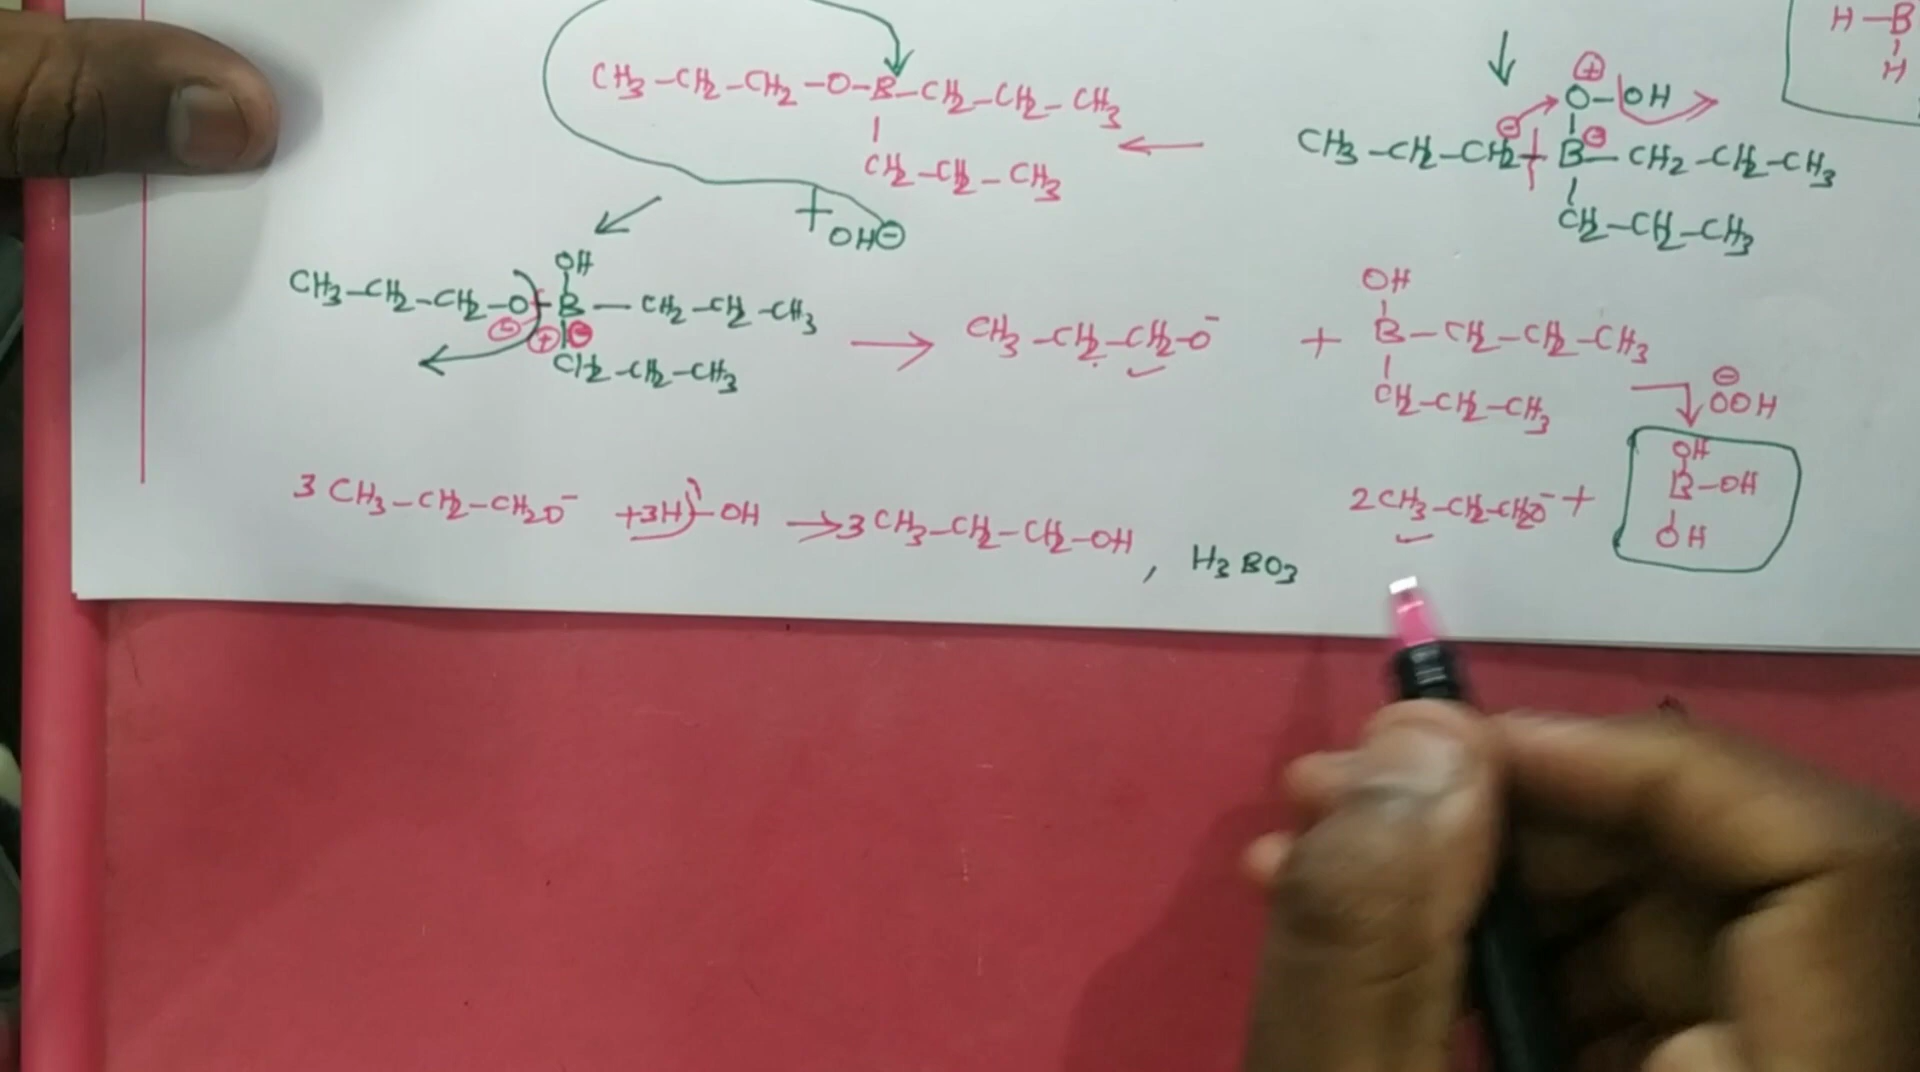 H-B
H
⊕
O-OH
CH3-CH2-CH2-O-B-CH2-CH2-CH3
⊖ ⊖
CH3-CH2-CH2-B-CH2-CH2-CH3
CH2-CH2-CH3
CH2-CH2-CH3
+ OH⊖
OH
CH3-CH2-CH2-O-B-CH2-CH2-CH3
⊖ ⊕ ⊖
CH2-CH2-CH3
CH3-CH2-CH2-O⁻ +
OH
B-CH2-CH2-CH3
CH2-CH2-CH3
⊖
OOH
3 CH3-CH2-CH2O⁻ +3H-OH → 3CH3-CH2-CH2-OH, H3BO3
2CH3-CH2-CH2O⁻ +
OH
B-OH
OH